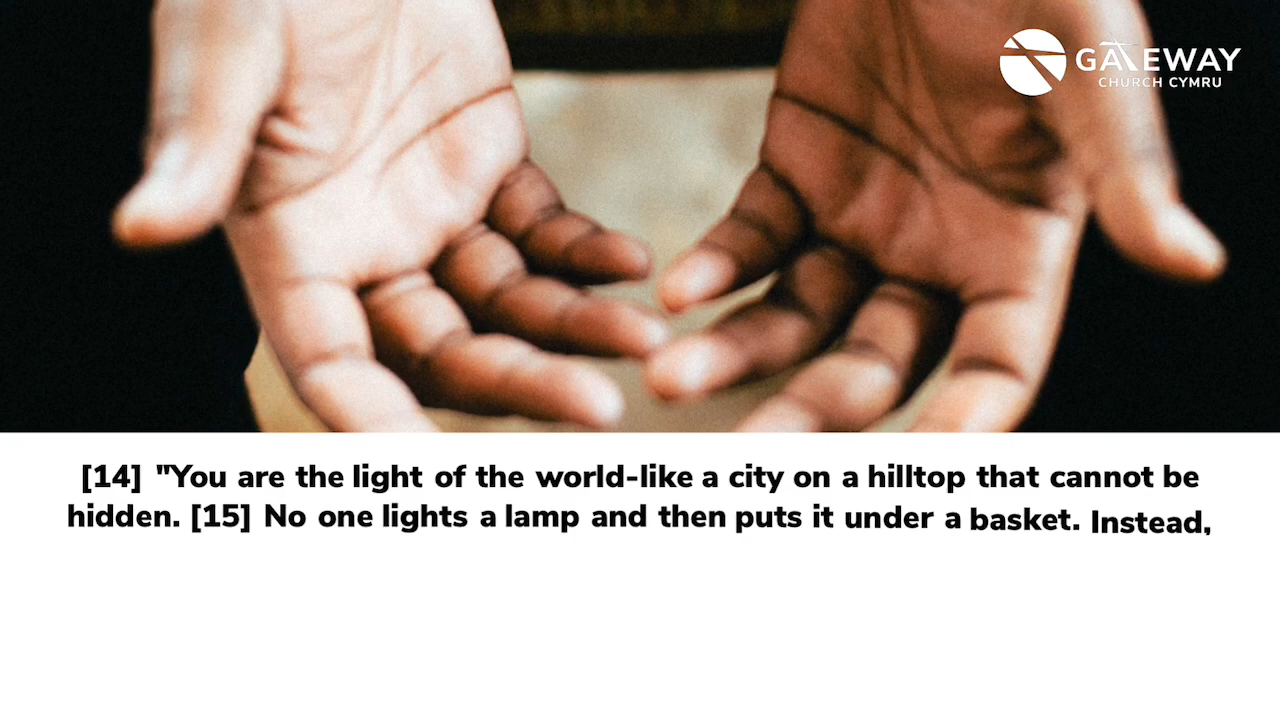 GATEWAY
CHURCH CYMRU
[14] "You are the light of the world-like a city on a hilltop that cannot be
hidden. [15] No one lights a lamp and then puts it under a basket. Instead,